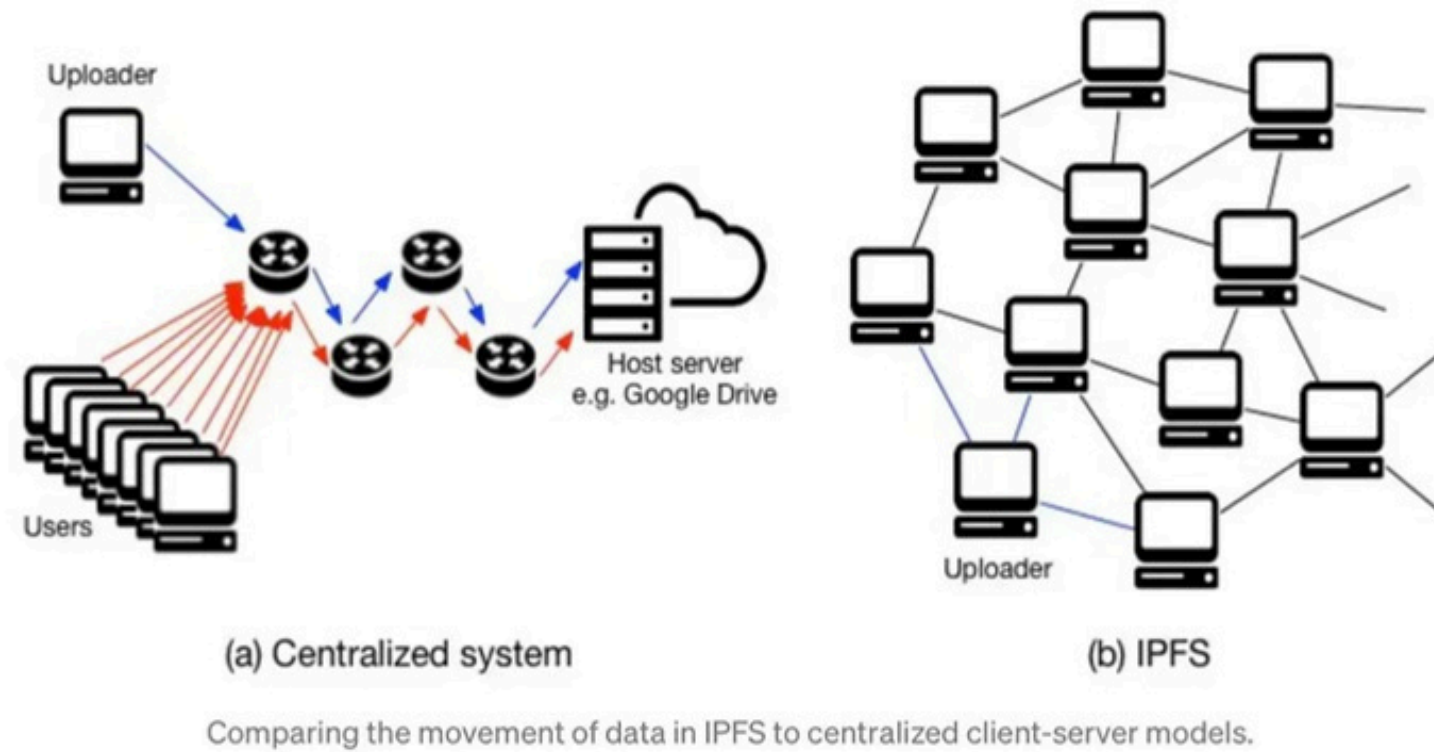 Uploader
Host server
e.g. Google Drive
Users
Uploader
(a) Centralized system
(b) IPFS
Comparing the movement of data in IPFS to centralized client-server models.